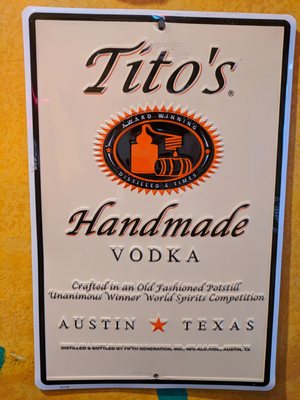 Tito's®
AWARD WINNING
DISTILLED 6 TIMES
Handmade
VODKA
Crafted in an Old Fashioned Potstill
Unanimous Winner World Spirits Competition
AUSTIN ★ TEXAS
DISTILLED & BOTTLED BY FIFTH GENERATION, INC., 40% ALC./VOL., AUSTIN, TX